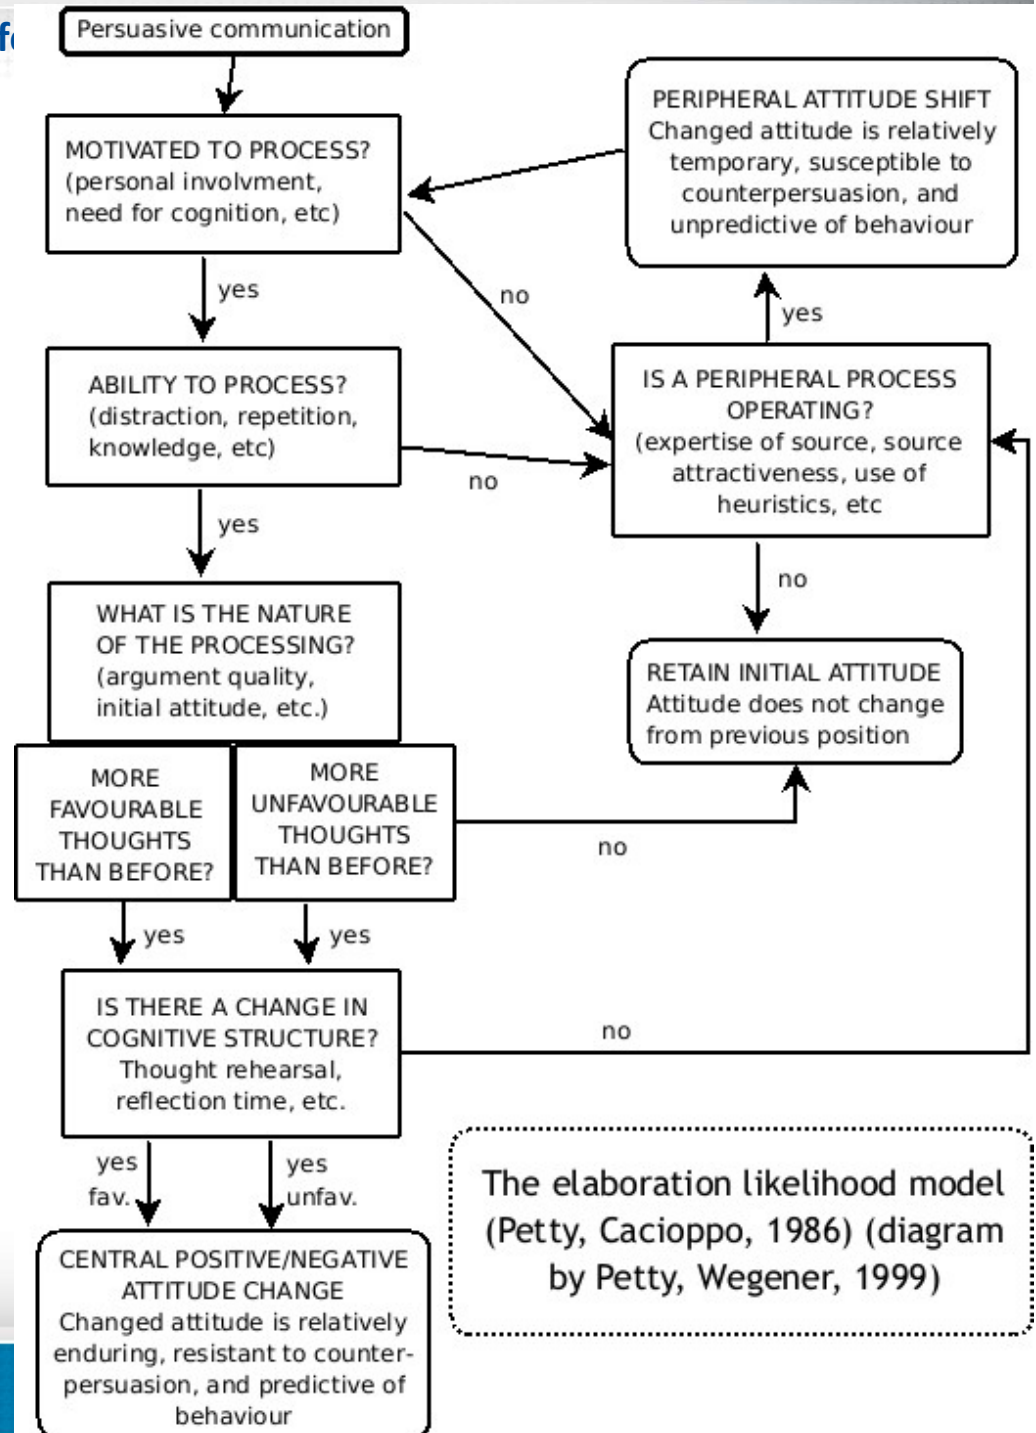 Persuasive communication
MOTIVATED TO PROCESS?
(personal involvment,
need for cognition, etc)
PERIPHERAL ATTITUDE SHIFT
Changed attitude is relatively
temporary, susceptible to
counterpersuasion, and
unpredictive of behaviour
yes
no
yes
ABILITY TO PROCESS?
(distraction, repetition,
knowledge, etc)
IS A PERIPHERAL PROCESS
OPERATING?
(expertise of source, source
attractiveness, use of
heuristics, etc
no
yes
no
WHAT IS THE NATURE
OF THE PROCESSING?
(argument quality,
initial attitude, etc.)
RETAIN INITIAL ATTITUDE
Attitude does not change
from previous position
MORE
FAVOURABLE
THOUGHTS
THAN BEFORE?
MORE
UNFAVOURABLE
THOUGHTS
THAN BEFORE?
no
yes
yes
IS THERE A CHANGE IN
COGNITIVE STRUCTURE?
Thought rehearsal,
reflection time, etc.
no
yes
fav.
yes
unfav.
The elaboration likelihood model
(Petty, Cacioppo, 1986) (diagram
by Petty, Wegener, 1999)
CENTRAL POSITIVE/NEGATIVE
ATTITUDE CHANGE
Changed attitude is relatively
enduring, resistant to counter-
persuasion, and predictive of
behaviour